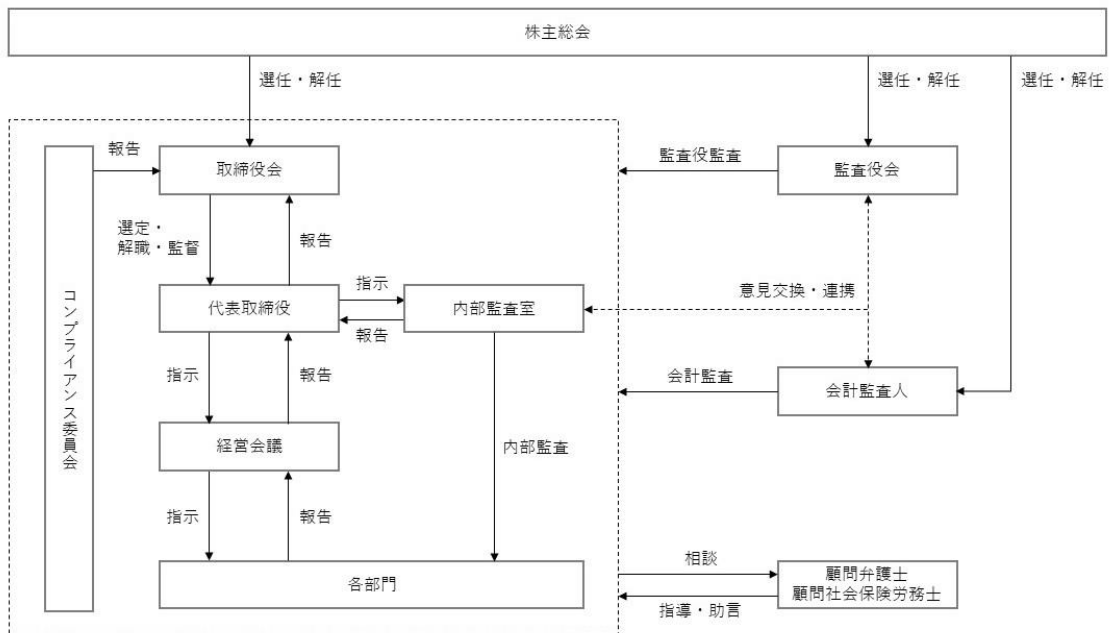 株主総会
選任・解任
選任・解任
選任・解任
報告
取締役会
監査役監査
監査役会
選定・
解職・監督
報告
コンプライアンス委員会
代表取締役
指示
報告
内部監査室
意見交換・連携
指示
報告
会計監査
会計監査人
経営会議
内部監査
指示
報告
各部門
相談
指導・助言
顧問弁護士
顧問社会保険労務士